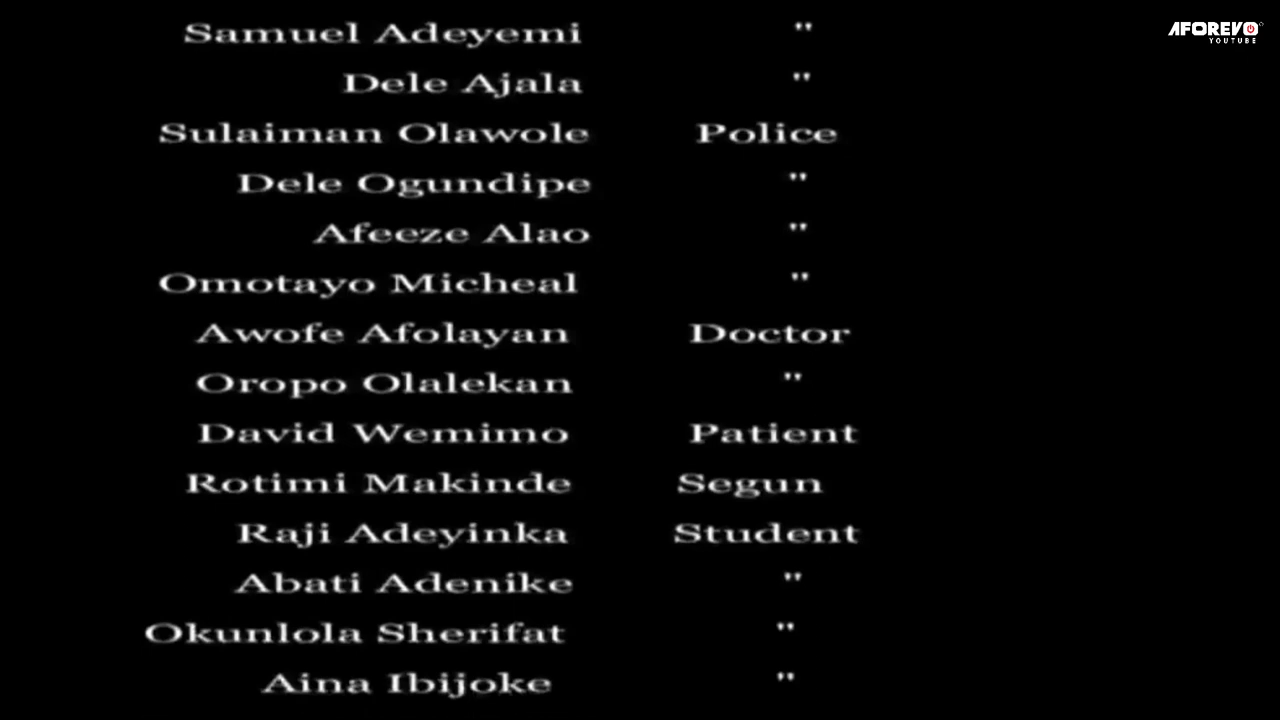 Samuel Adeyemi "
AFOREVO
YOUTUBE
Dele Ajala "
Sulaiman Olawole Police
Dele Ogundipe "
Afeeze Alao "
Omotayo Micheal "
Awofe Afolayan Doctor
Oropo Olalekan "
David Wemimo Patient
Rotimi Makinde Segun
Raji Adeyinka Student
Abati Adenike "
Okunlola Sherifat "
Aina Ibijoke "